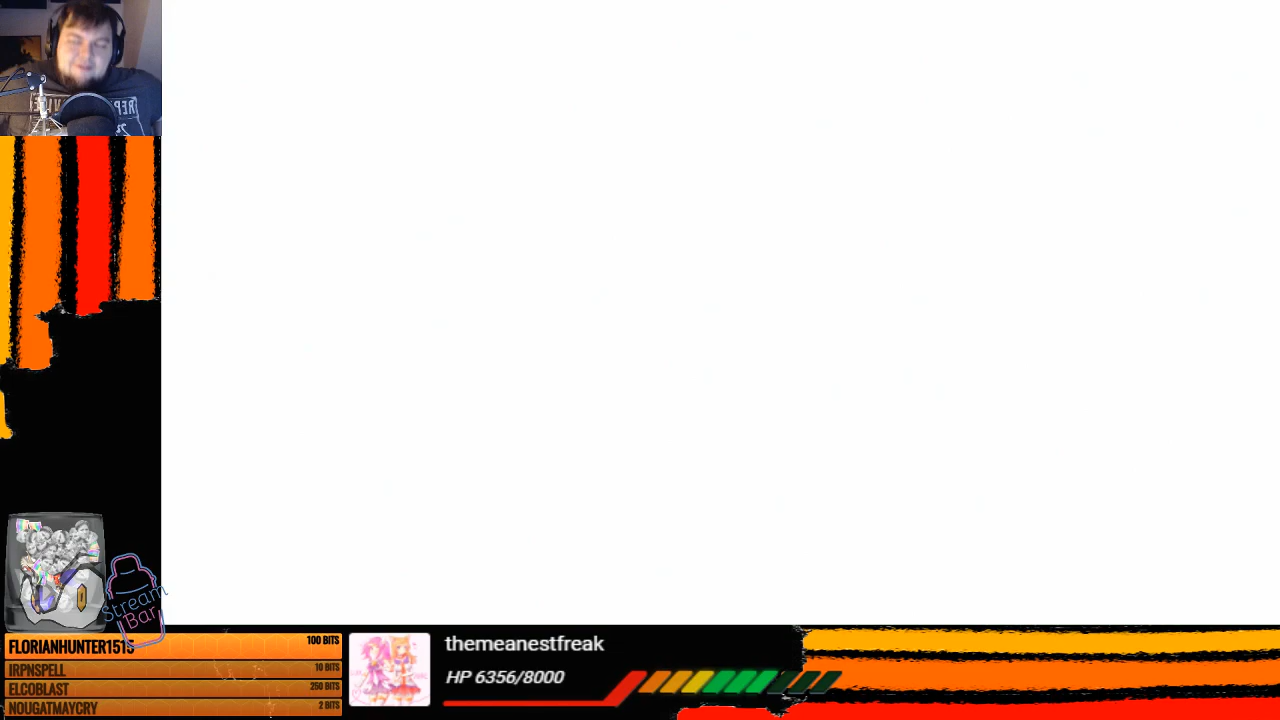 Stream
Bar
FLORIANHUNTER1515 100 BITS
IRPNSPELL 10 BITS
ELCOBLAST 250 BITS
NOUGATMAYCRY 2 BITS
themeanestfreak
HP 6356/8000